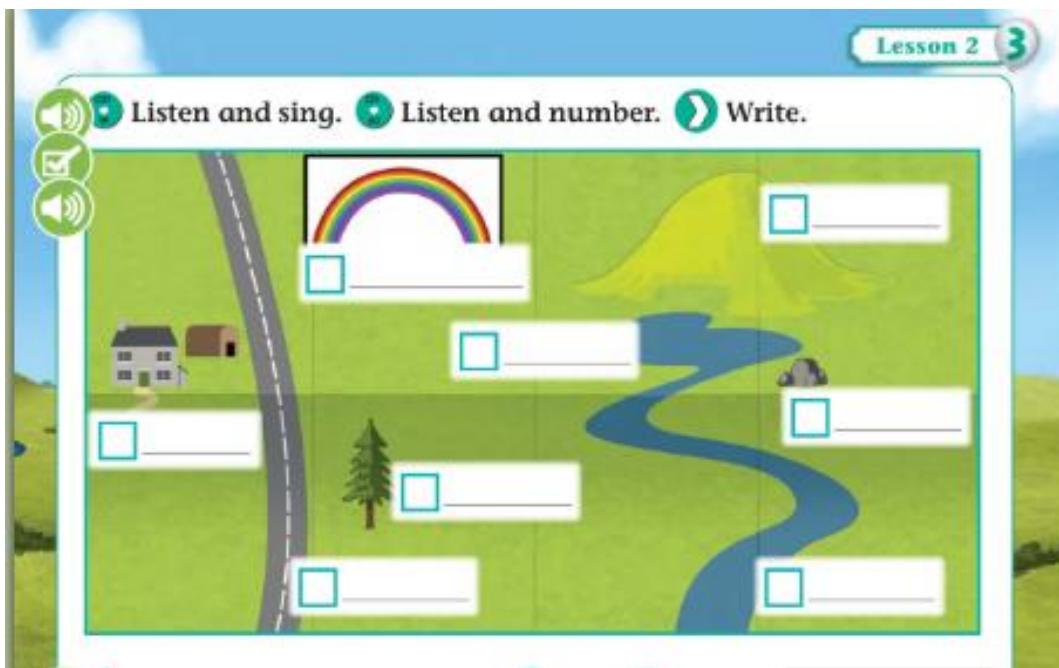 Lesson 2 3
Listen and sing. Listen and number. Write.